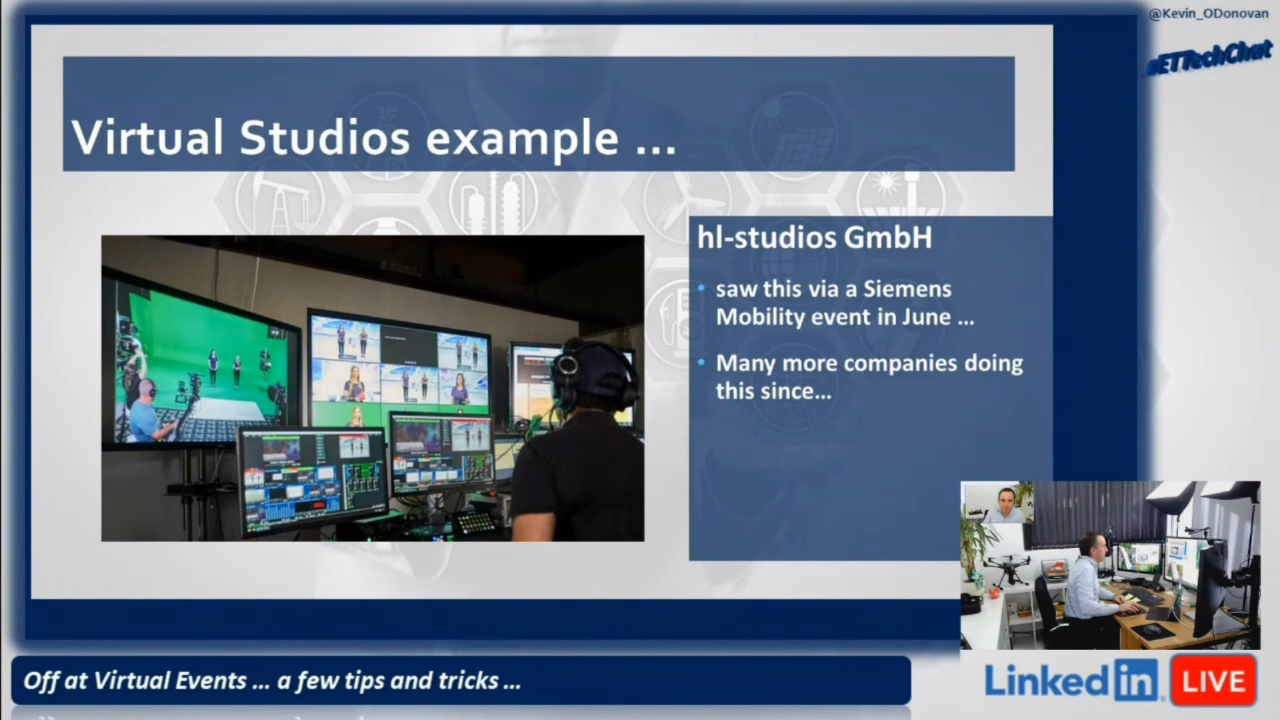 @Kevin_ODonovan
#ETTechChat
Virtual Studios example ...
hl-studios GmbH
• saw this via a Siemens
Mobility event in June ...
• Many more companies doing
this since...
Off at Virtual Events ... a few tips and tricks ...
Linked in LIVE